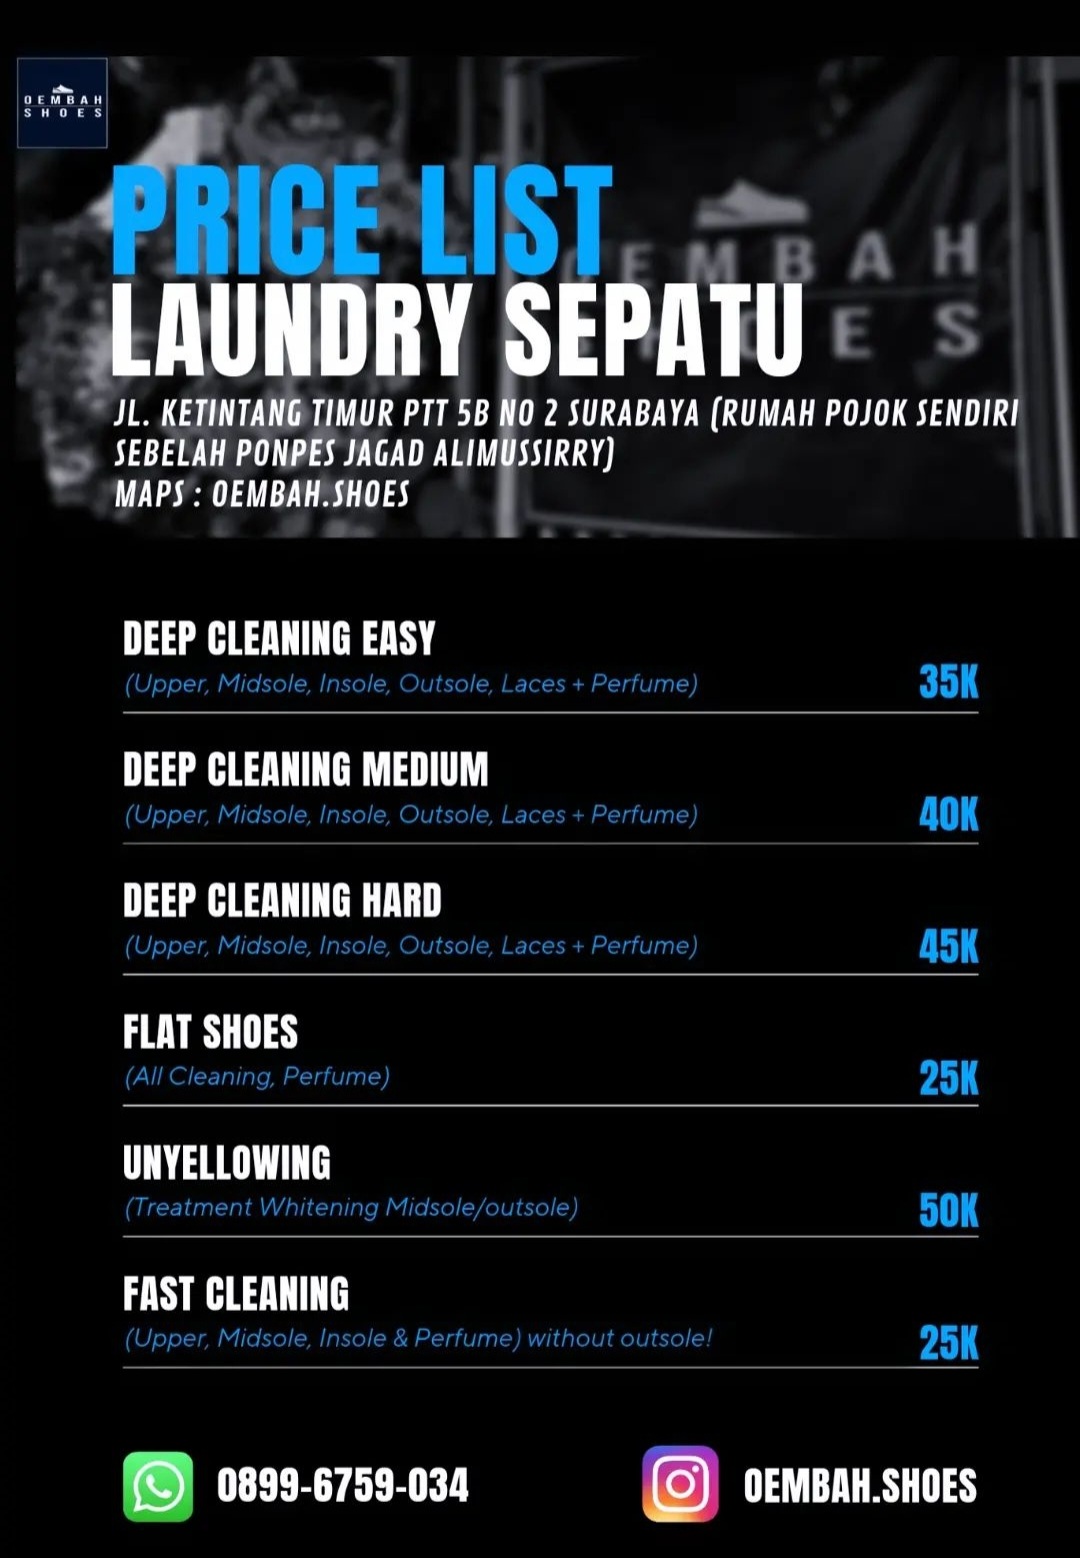 OEMBAH
SHOES
PRICE LIST
LAUNDRY SEPATU
JL. KETINTANG TIMUR PTT 5B NO 2 SURABAYA (RUMAH POJOK SENDIRI
SEBELAH PONPES JAGAD ALIMUSSIRRY)
MAPS : OEMBAH.SHOES
DEEP CLEANING EASY
(Upper, Midsole, Insole, Outsole, Laces + Perfume)
35K
DEEP CLEANING MEDIUM
(Upper, Midsole, Insole, Outsole, Laces + Perfume)
40K
DEEP CLEANING HARD
(Upper, Midsole, Insole, Outsole, Laces + Perfume)
45K
FLAT SHOES
(All Cleaning, Perfume)
25K
UNYELLOWING
(Treatment Whitening Midsole/outsole)
50K
FAST CLEANING
(Upper, Midsole, Insole & Perfume) without outsole!
25K
0899-6759-034
OEMBAH.SHOES